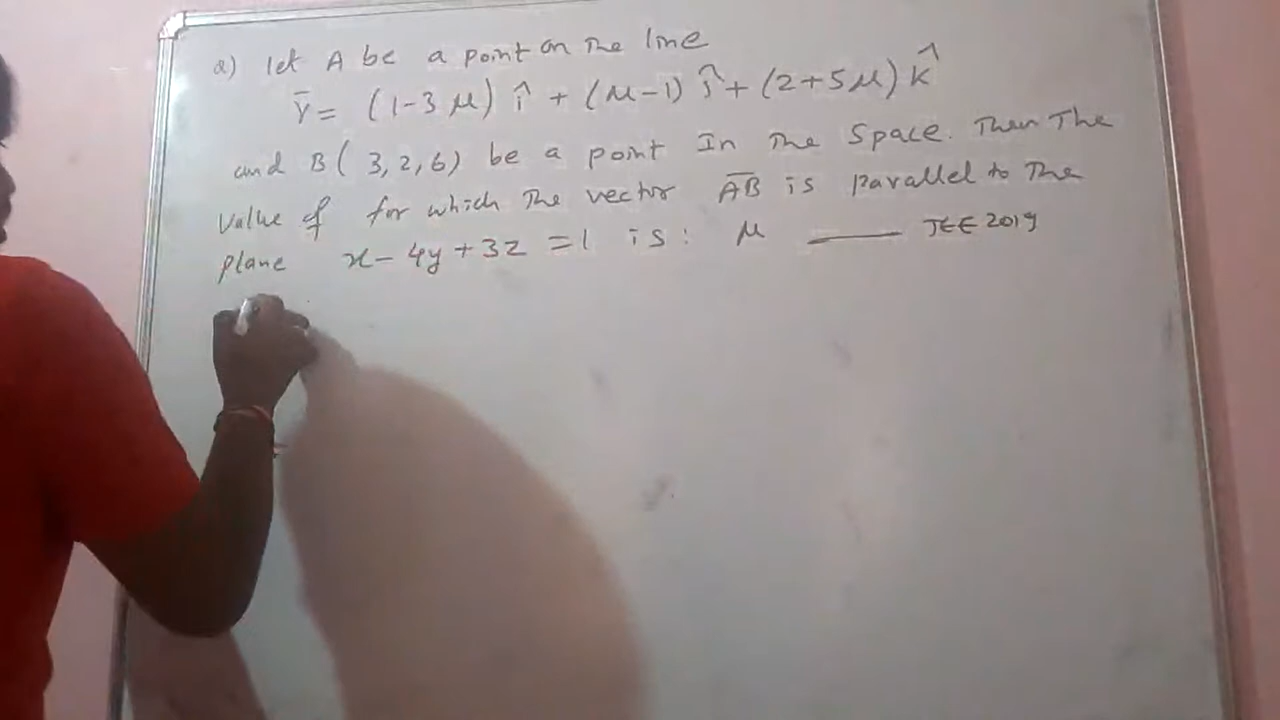 Q) let A be a point on The line
r̄ = (1-3μ) î + (μ-1) ĵ + (2+5μ) k̂
and B( 3, 2, 6) be a point In The Space. Then The
Value of for which The vector A̅B̅ is parallel to The
plane x - 4y + 3z = 1 is : μ ____ JEE 2019